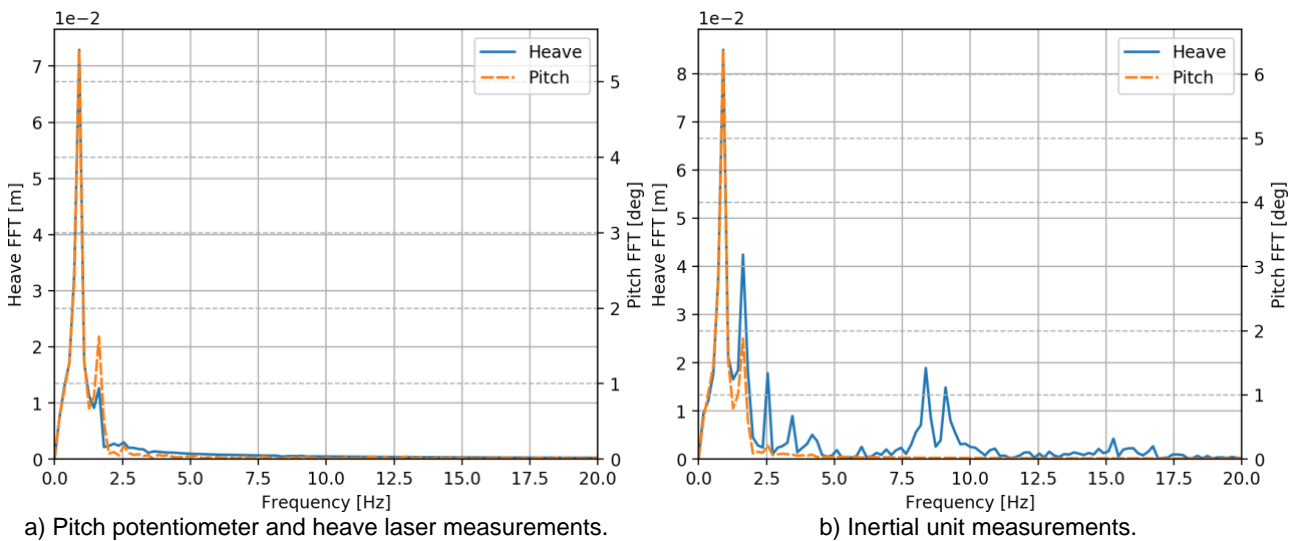 1e−2
Heave
Pitch
7
6
5
4
3
2
1
0
5
4
3
2
1
0
Heave FFT [m]
Pitch FFT [deg]
0.0 2.5 5.0 7.5 10.0 12.5 15.0 17.5 20.0
Frequency [Hz]
a) Pitch potentiometer and heave laser measurements.
1e−2
Heave
Pitch
8
7
6
5
4
3
2
1
0
6
5
4
3
2
1
0
Heave FFT [m]
Pitch FFT [deg]
0.0 2.5 5.0 7.5 10.0 12.5 15.0 17.5 20.0
Frequency [Hz]
b) Inertial unit measurements.